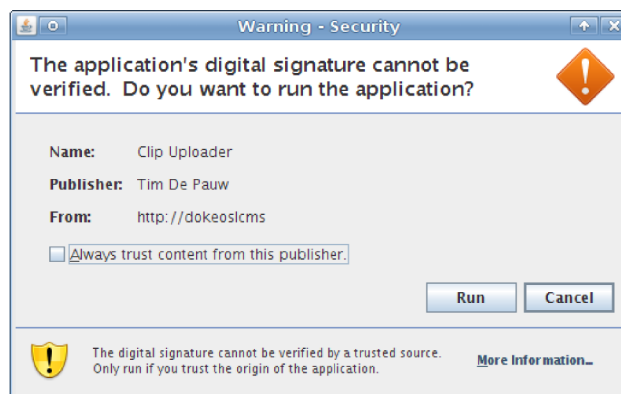 Warning - Security
The application's digital signature cannot be
verified. Do you want to run the application?
Name: Clip Uploader
Publisher: Tim De Pauw
From: http://dokeoslcms
Always trust content from this publisher.
Run Cancel
The digital signature cannot be verified by a trusted source.
Only run if you trust the origin of the application.
More Information...